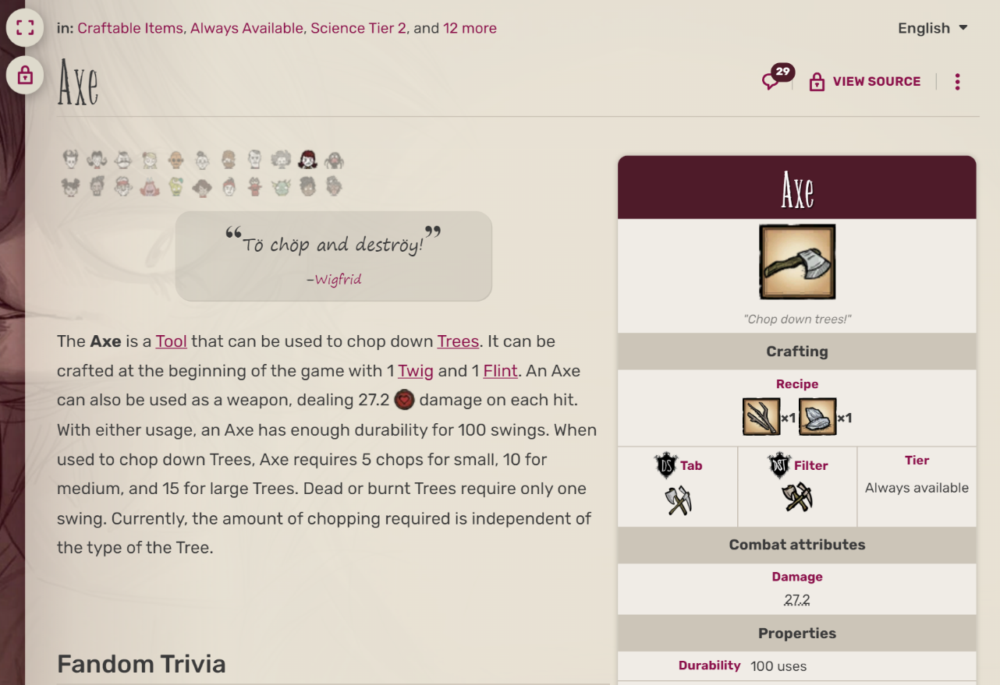 in: Craftable Items, Always Available, Science Tier 2, and 12 more
English
Axe
29
VIEW SOURCE
“Tö chöp and deströy!”
–Wigfrid
The Axe is a Tool that can be used to chop down Trees. It can be
crafted at the beginning of the game with 1 Twig and 1 Flint. An Axe
can also be used as a weapon, dealing 27.2 damage on each hit.
With either usage, an Axe has enough durability for 100 swings. When
used to chop down Trees, Axe requires 5 chops for small, 10 for
medium, and 15 for large Trees. Dead or burnt Trees require only one
swing. Currently, the amount of chopping required is independent of
the type of the Tree.
Fandom Trivia
Axe
"Chop down trees!"
Crafting
Recipe
×1 ×1
DS Tab
DST Filter
Tier
Always available
Combat attributes
Damage
27.2
Properties
Durability 100 uses